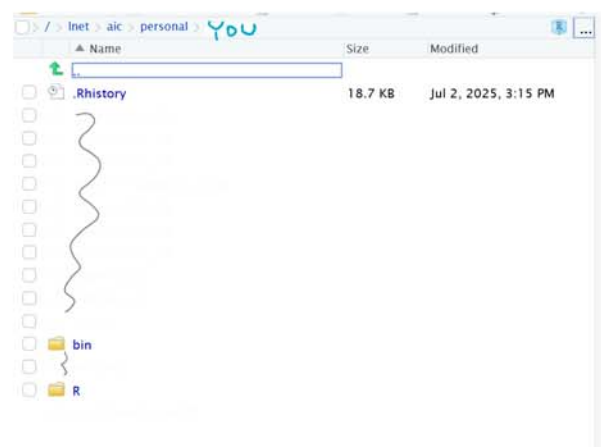 / > lnet > aic > personal > YOU
...
▲ Name Size Modified
..
.Rhistory 18.7 KB Jul 2, 2025, 3:15 PM
bin
R